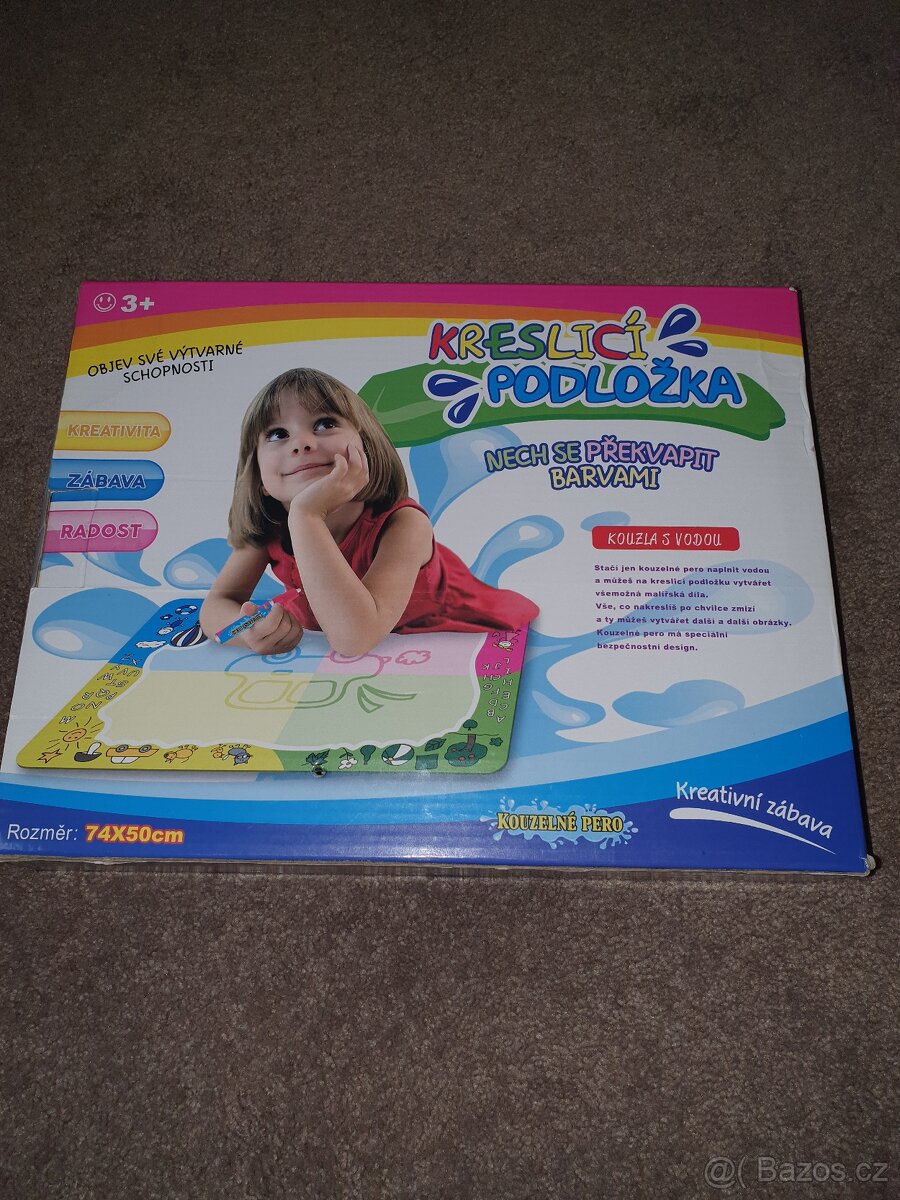 3+
OBJEV SVÉ VÝTVARNÉ
SCHOPNOSTI
KRESLICÍ
PODLOŽKA
KREATIVITA
ZÁBAVA
RADOST
NECH SE PŘEKVAPIT
BARVAMI
KOUZLA S VODOU
Stačí jen kouzelné pero naplnit vodou
a můžeš na kreslicí podložku vytvářet
všemožná malířská díla.
Vše, co nakreslíš po chvilce zmizí
a ty můžeš vytvářet další a další obrázky.
Kouzelné pero má speciální
bezpečnostní design.
Rozměr: 74X50cm
KOUZELNÉ PERO
Kreativní zábava
@( Bazos.cz